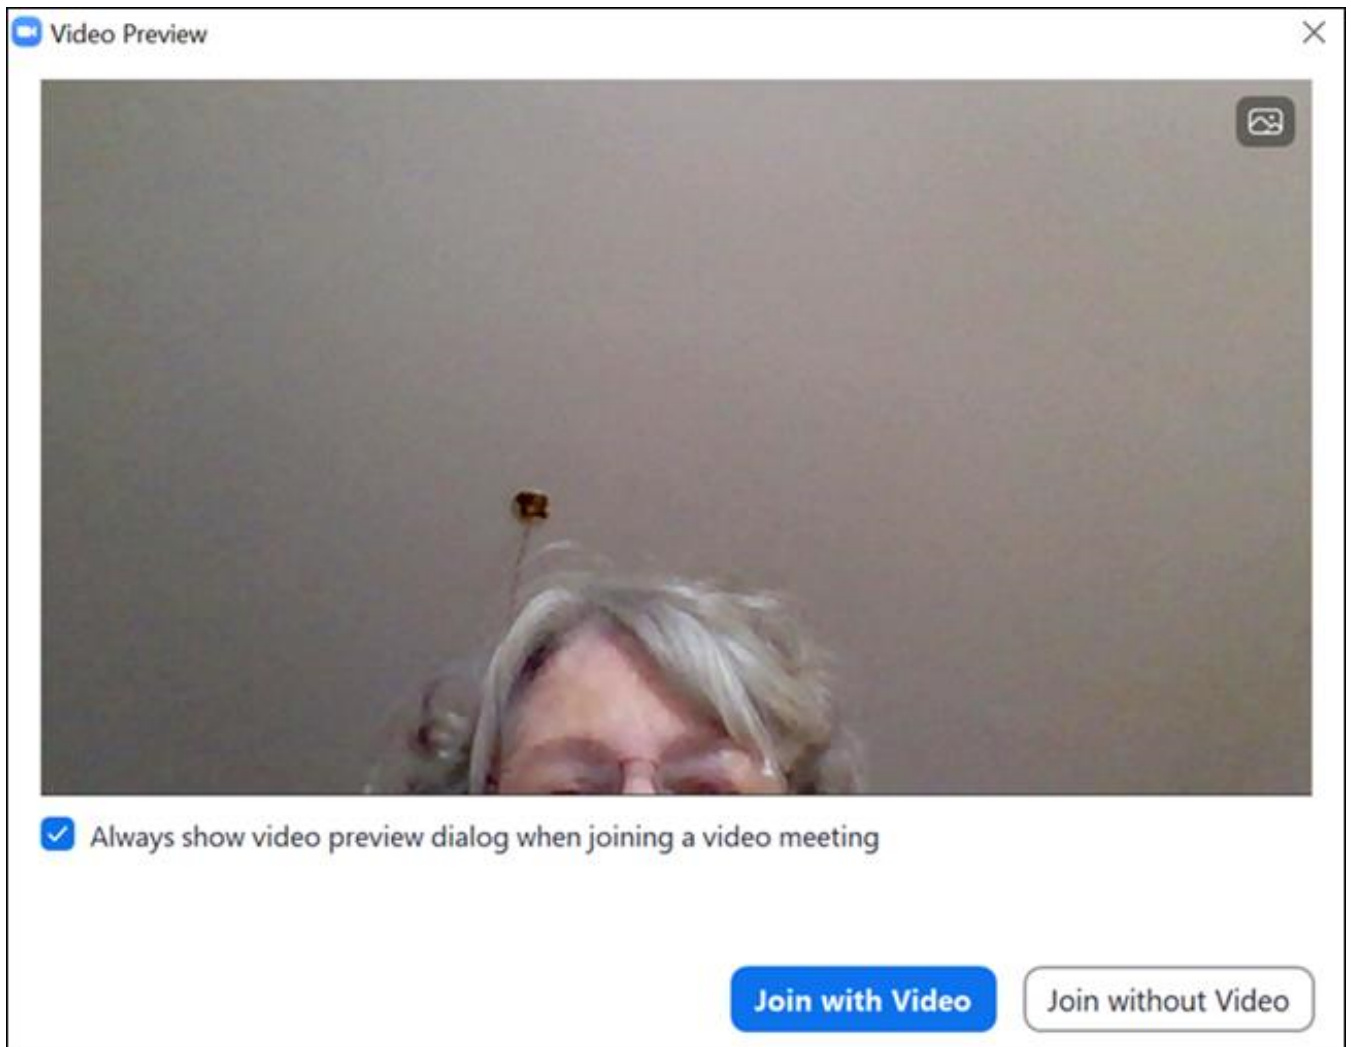 Video Preview
Always show video preview dialog when joining a video meeting
Join with Video
Join without Video